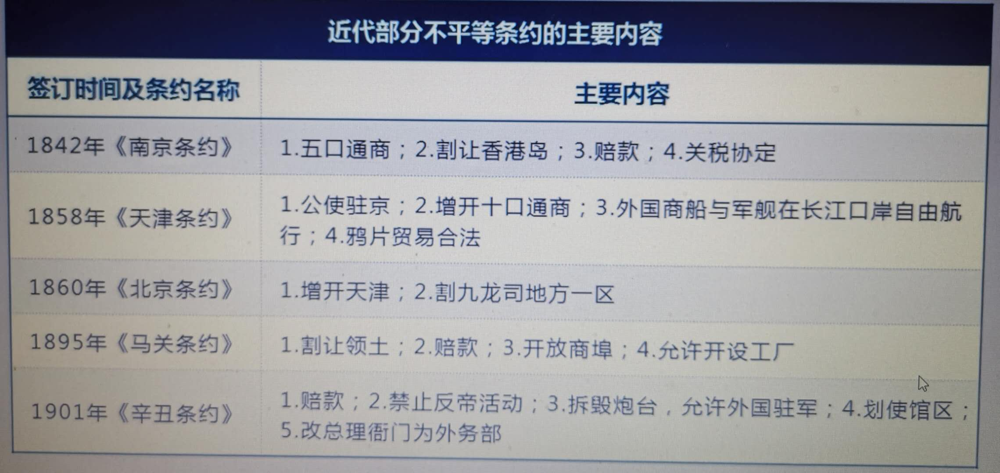 近代部分不平等条约的主要内容
签订时间及条约名称
主要内容
1842年《南京条约》
1.五口通商；2.割让香港岛；3.赔款；4.关税协定
1858年《天津条约》
1.公使驻京；2.增开十口通商；3.外国商船与军舰在长江口岸自由航
行；4.鸦片贸易合法
1860年《北京条约》
1.增开天津；2.割九龙司地方一区
1895年《马关条约》
1.割让领土；2.赔款；3.开放商埠；4.允许开设工厂
1901年《辛丑条约》
1.赔款；2.禁止反帝活动；3.拆毁炮台，允许外国驻军；4.划使馆区；
5.改总理衙门为外务部